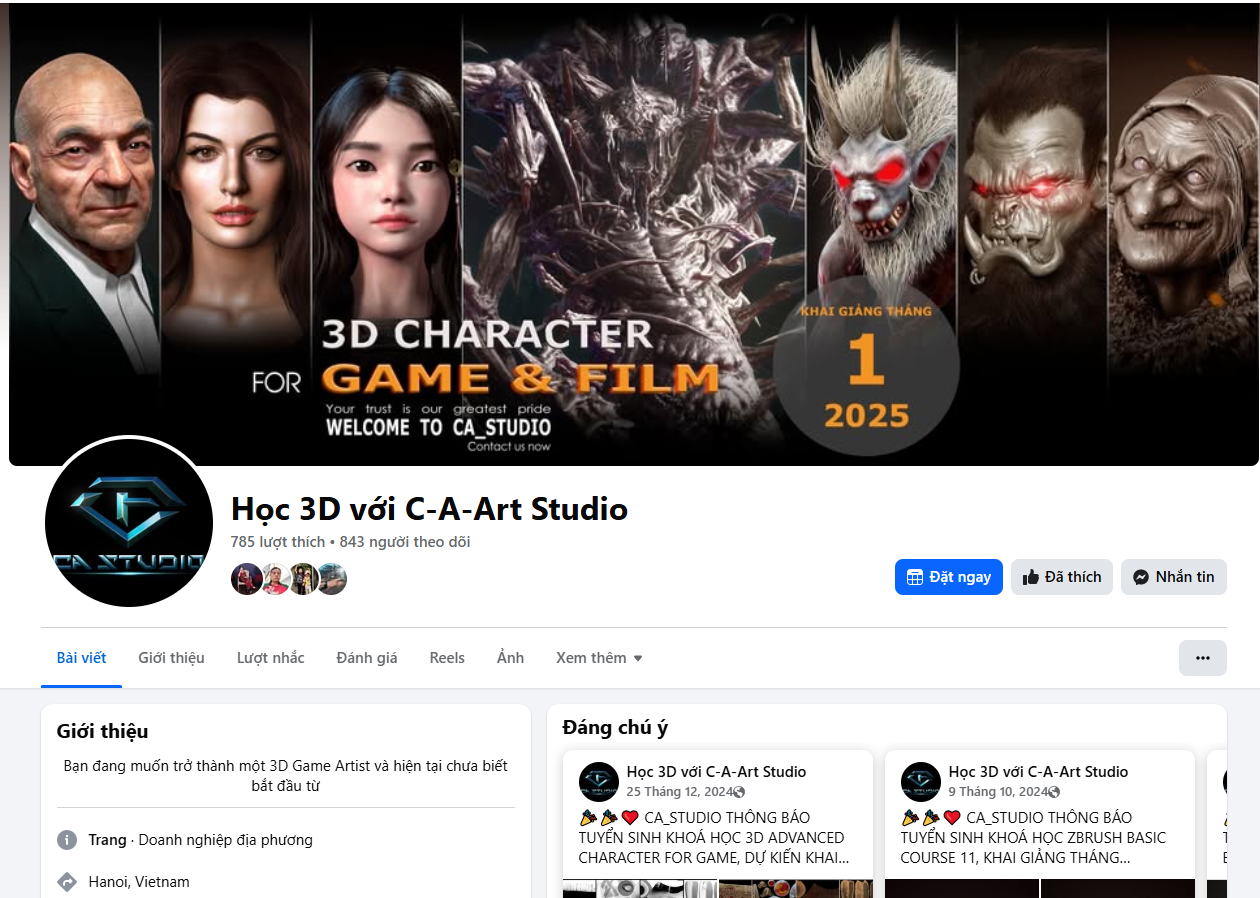 3D CHARACTER
FOR GAME & FILM
Your trust is our greatest pride
WELCOME TO CA_STUDIO
Contact us now
KHAI GIẢNG THÁNG
1
2025
CA STUDIO
Học 3D với C-A-Art Studio
785 lượt thích • 843 người theo dõi
Đặt ngay
Đã thích
Nhắn tin
Bài viết
Giới thiệu
Lượt nhắc
Đánh giá
Reels
Ảnh
Xem thêm
Giới thiệu
Bạn đang muốn trở thành một 3D Game Artist và hiện tại chưa biết
bắt đầu từ
Trang · Doanh nghiệp địa phương
Hanoi, Vietnam
Đáng chú ý
Học 3D với C-A-Art Studio
25 Tháng 12, 2024
CA_STUDIO THÔNG BÁO
TUYỂN SINH KHOÁ HỌC 3D ADVANCED
CHARACTER FOR GAME, DỰ KIẾN KHAI...
Học 3D với C-A-Art Studio
9 Tháng 10, 2024
CA_STUDIO THÔNG BÁO
TUYỂN SINH KHOÁ HỌC ZBRUSH BASIC
COURSE 11, KHAI GIẢNG THÁNG...